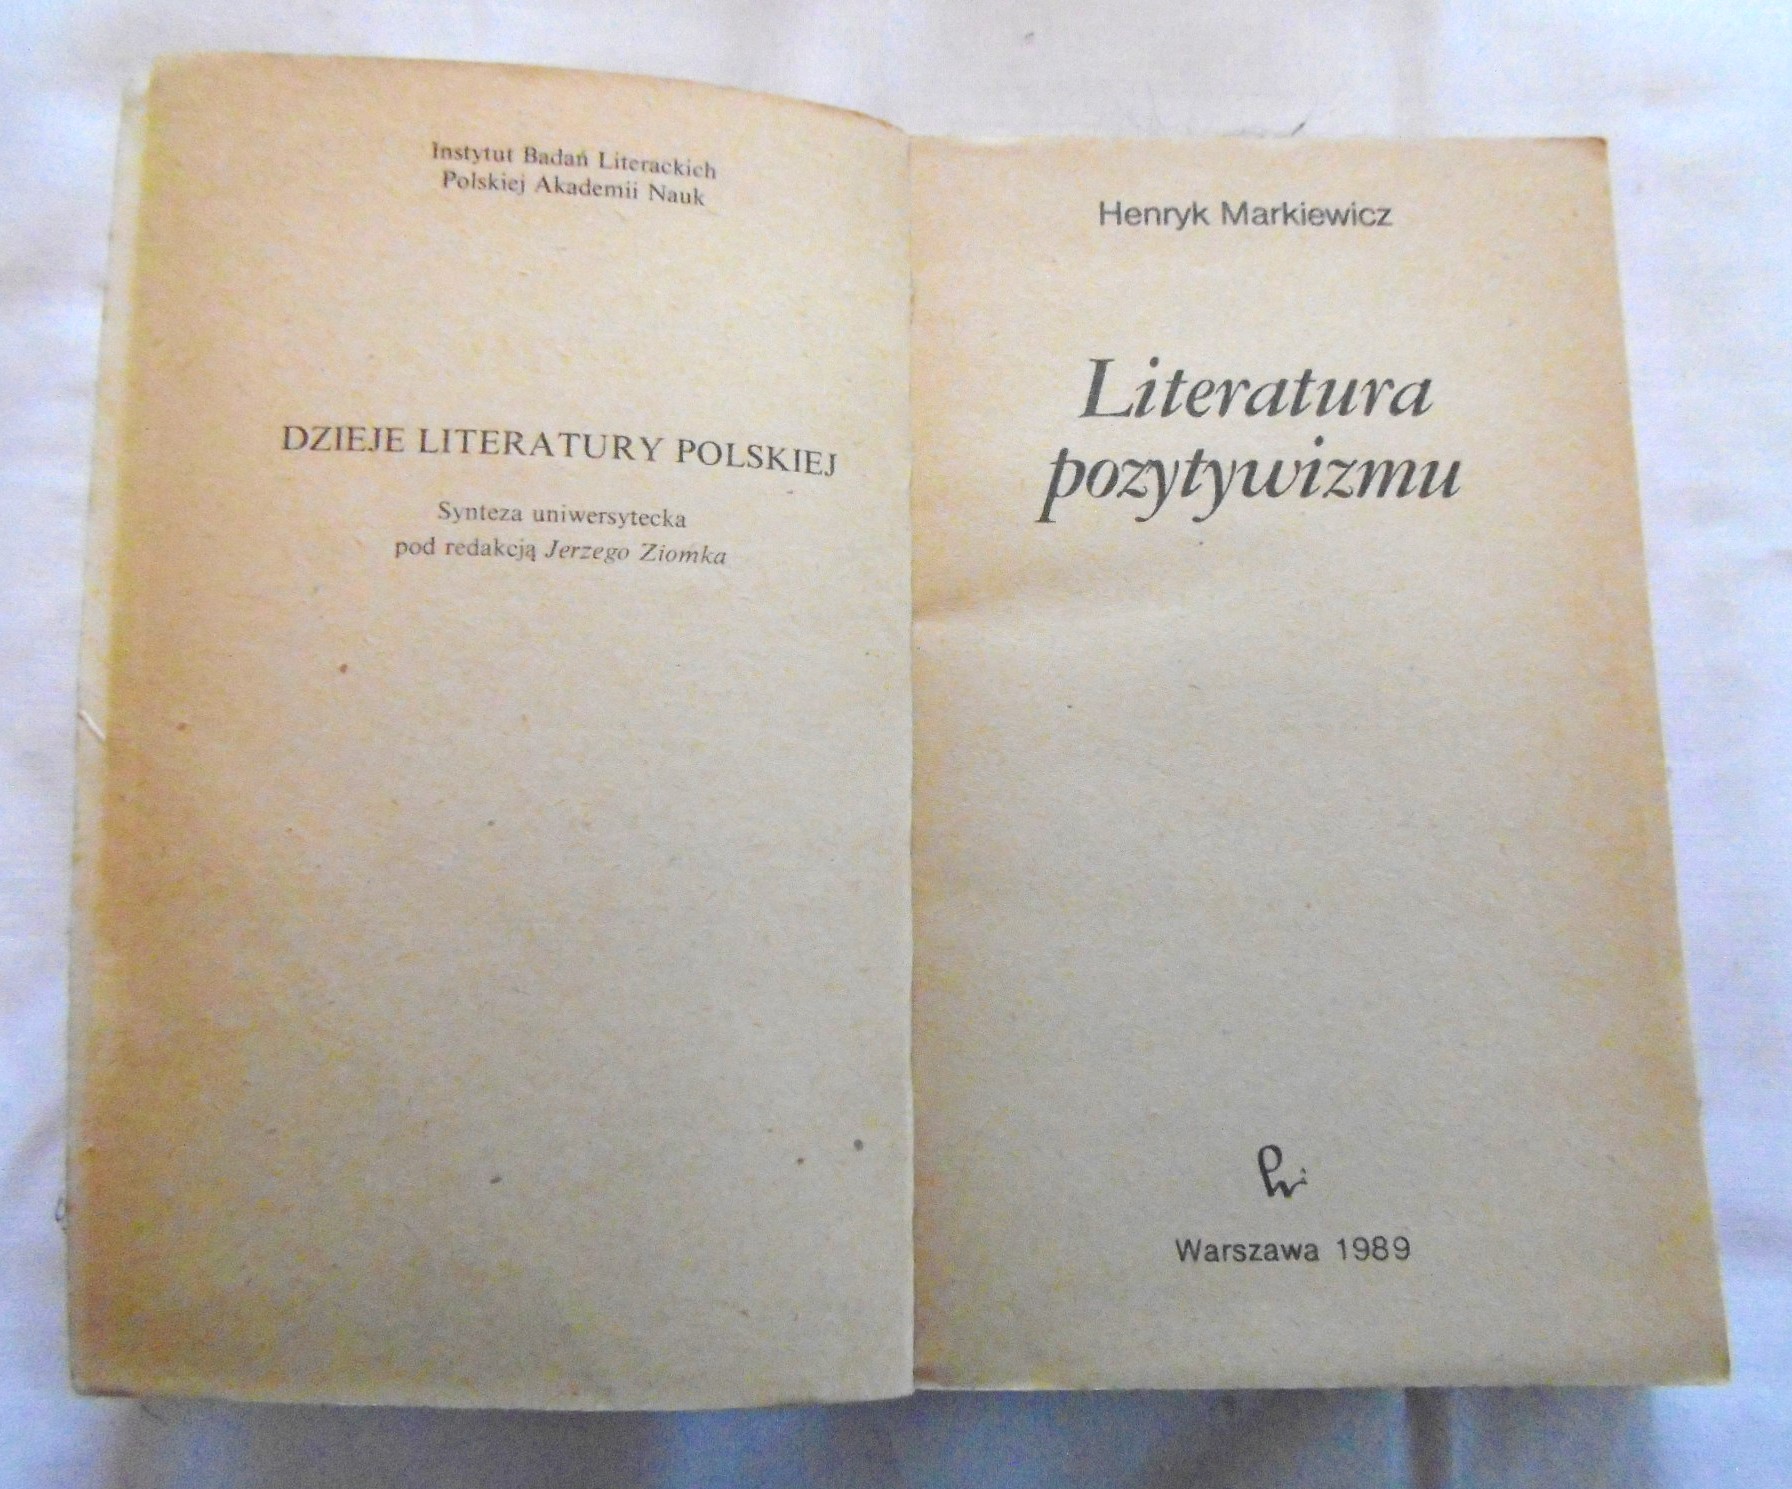 Instytut Badań Literackich
Polskiej Akademii Nauk
DZIEJE LITERATURY POLSKIEJ
Synteza uniwersytecka
pod redakcją Jerzego Ziomka
Henryk Markiewicz
Literatura
pozytywizmu
Warszawa 1989